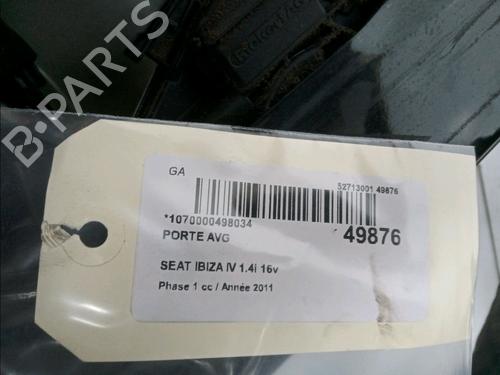 B-PARTS
GA
52713001 49876
*1070000498034
PORTE AVG
49876
SEAT IBIZA IV 1.4i 16v
Phase 1 cc / Année 2011